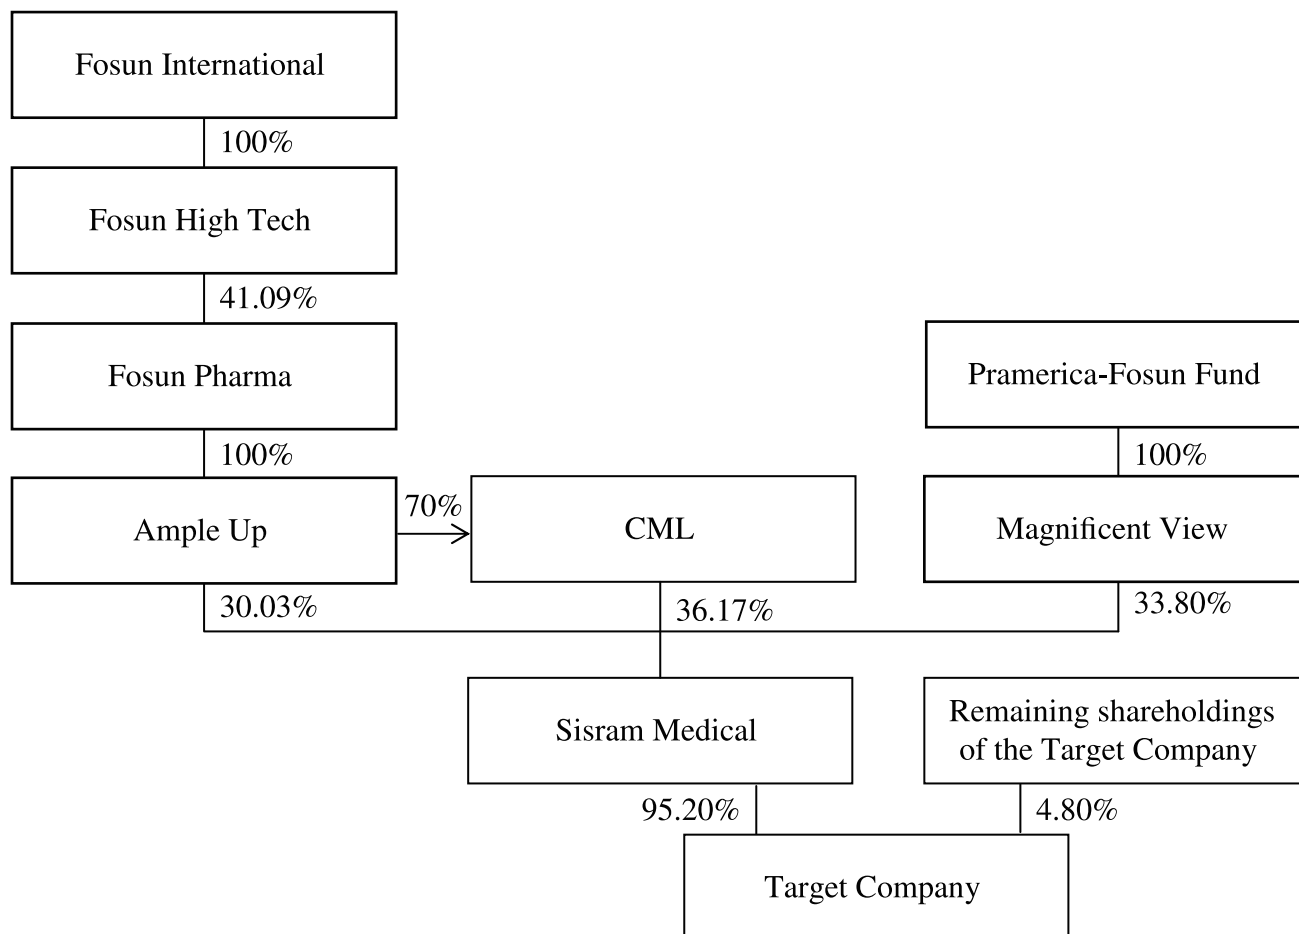 Fosun International
100%
Fosun High Tech
41.09%
Fosun Pharma
Pramerica-Fosun Fund
100%
100%
Ample Up
70%
CML
Magnificent View
30.03%
36.17%
33.80%
Sisram Medical
Remaining shareholdings
of the Target Company
95.20%
4.80%
Target Company